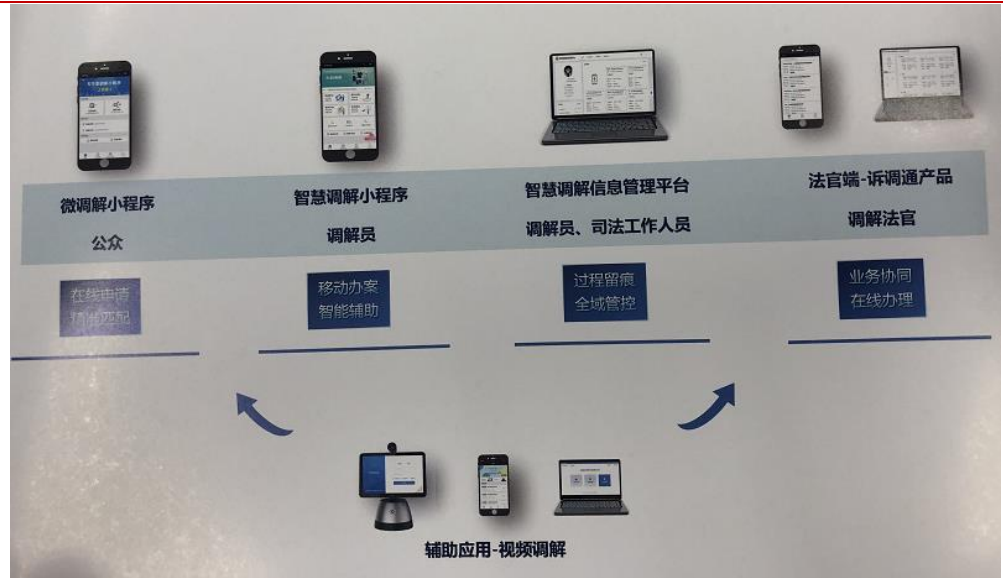 微调解小程序
公众
智慧调解小程序
调解员
智慧调解信息管理平台
调解员、司法工作人员
法官端-诉调通产品
调解法官
在线申请
精准匹配
移动办案
智能辅助
过程留痕
全域管控
业务协同
在线办理
辅助应用-视频调解